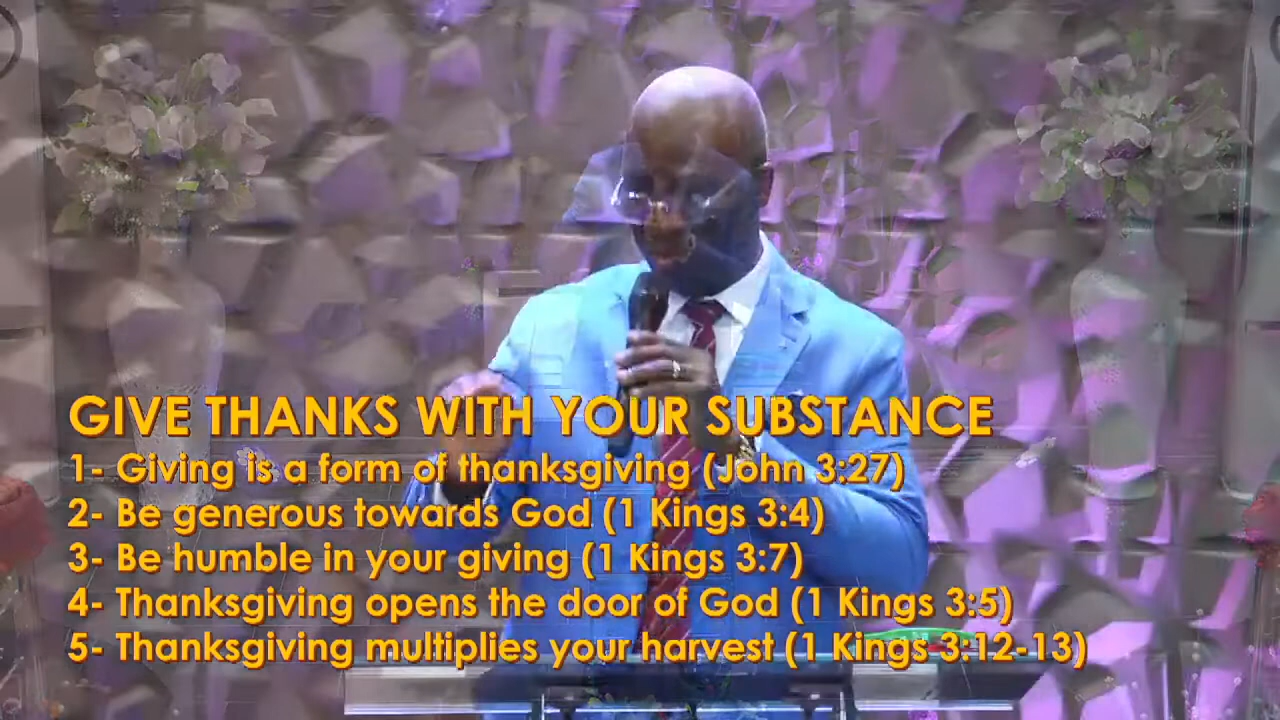 GIVE THANKS WITH YOUR SUBSTANCE
1- Giving is a form of thanksgiving (John 3:27)
2- Be generous towards God (1 Kings 3:4)
3- Be humble in your giving (1 Kings 3:7)
4- Thanksgiving opens the door of God (1 Kings 3:5)
5- Thanksgiving multiplies your harvest (1 Kings 3:12-13)